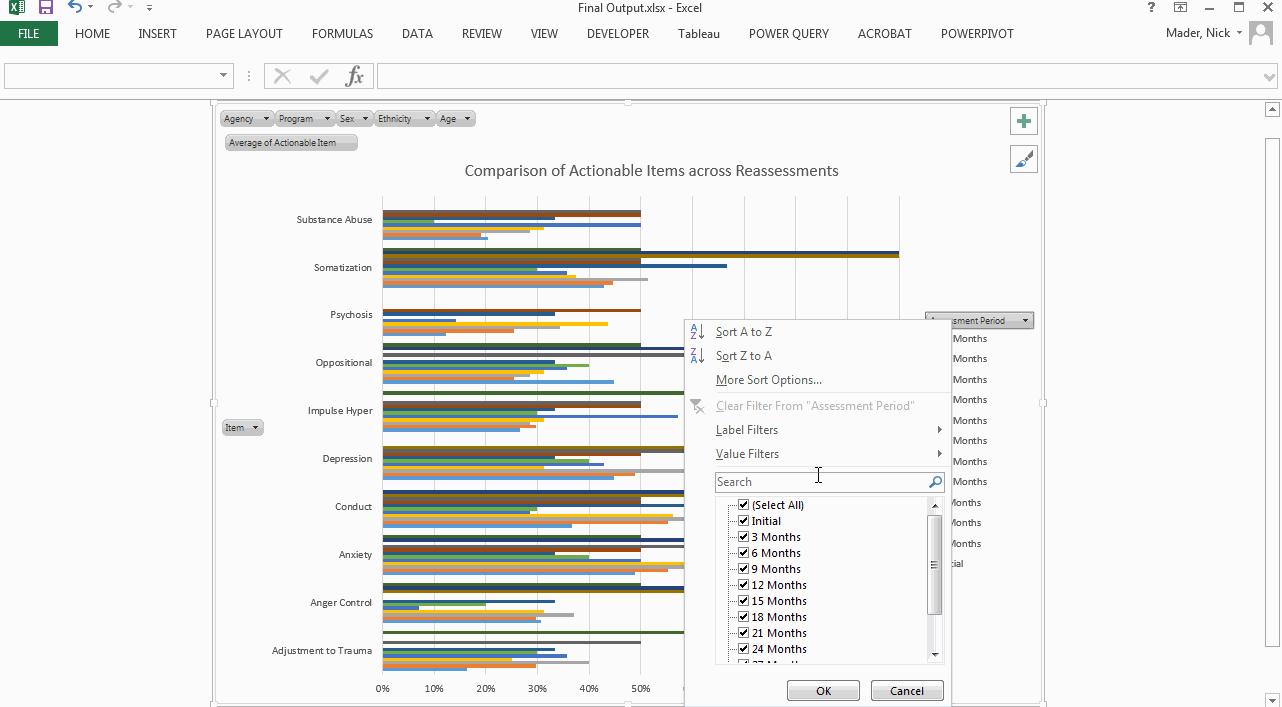 Final Output.xlsx - Excel
FILE HOME INSERT PAGE LAYOUT FORMULAS DATA REVIEW VIEW DEVELOPER Tableau POWER QUERY ACROBAT POWERPIVOT Mader, Nick
fx
Agency Program Sex Ethnicity Age
Average of Actionable Item
Comparison of Actionable Items across Reassessments
Substance Abuse
Somatization
Psychosis
Oppositional
Impulse Hyper
Depression
Conduct
Anxiety
Anger Control
Adjustment to Trauma
Item
0% 10% 20% 30% 40% 50%
Period
Months
Months
Months
Months
Months
Months
Months
Months
Months
Months
Months
Sort A to Z
Sort Z to A
More Sort Options...
Clear Filter From "Assessment Period"
Label Filters
Value Filters
Search
(Select All)
Initial
3 Months
6 Months
9 Months
12 Months
15 Months
18 Months
21 Months
24 Months
OK Cancel